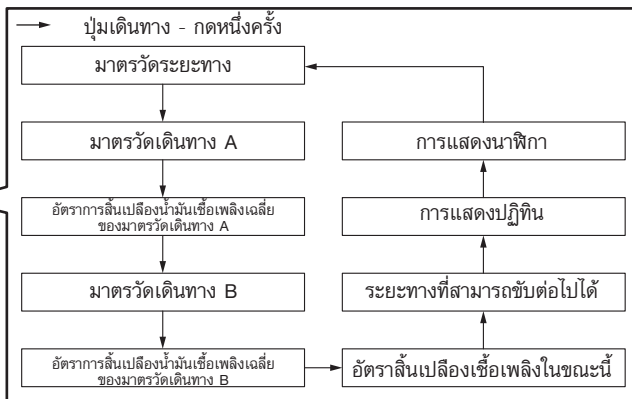 ปุ่มเดินทาง - กดหนึ่งครั้ง
มาตรวัดระยะทาง
มาตรวัดเดินทาง A
อัตราการสิ้นเปลืองน้ำมันเชื้อเพลิงเฉลี่ย
ของมาตรวัดเดินทาง A
มาตรวัดเดินทาง B
อัตราการสิ้นเปลืองน้ำมันเชื้อเพลิงเฉลี่ย
ของมาตรวัดเดินทาง B
อัตราสิ้นเปลืองเชื้อเพลิงในขณะนี้
ระยะทางที่สามารถขับต่อไปได้
การแสดงปฏิทิน
การแสดงนาฬิกา